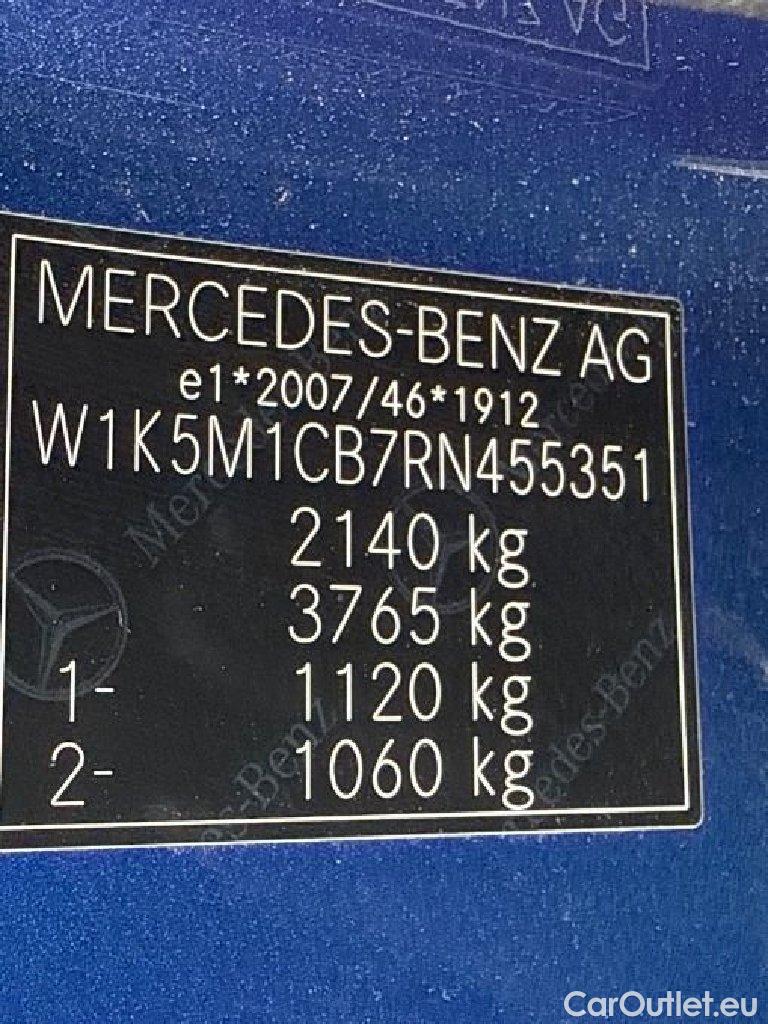 MERCEDES-BENZ AG
e1*2007/46*1912
W1K5M1CB7RN455351
2140 kg
3765 kg
1- 1120 kg
2- 1060 kg
CarOutlet.eu